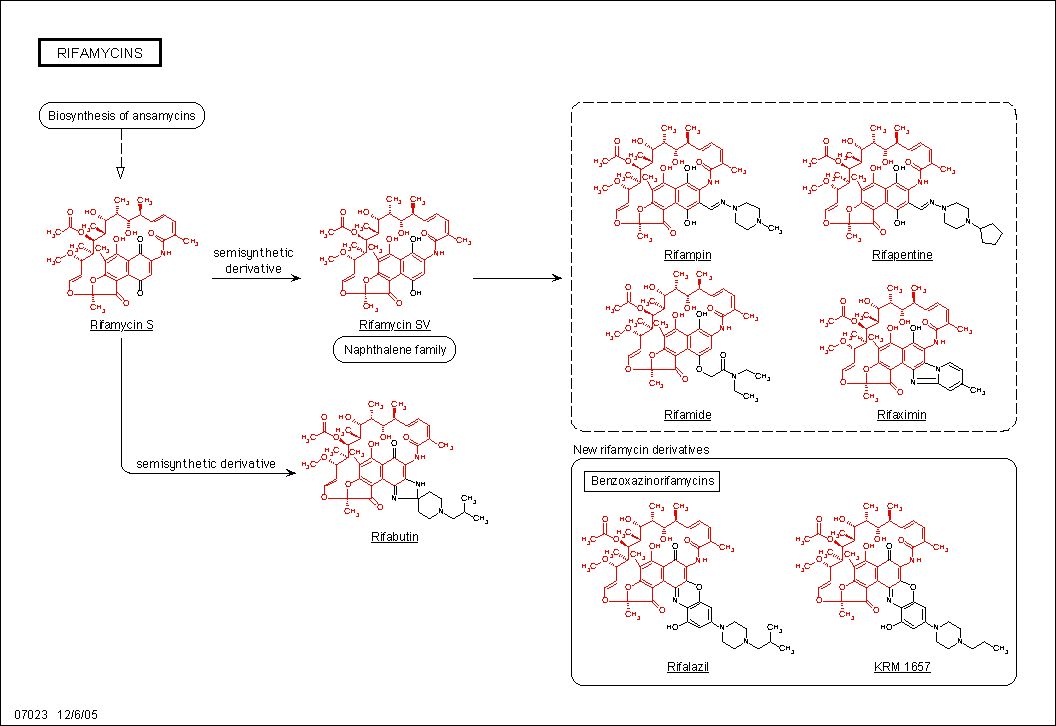 RIFAMYCINS
Biosynthesis of ansamycins
semisynthetic
derivative
Rifamycin S
Rifamycin SV
Naphthalene family
Rifampin
Rifapentine
Rifamide
Rifaximin
semisynthetic derivative
Rifabutin
New rifamycin derivatives
Benzoxazinorifamycins
Rifalazil
KRM 1657
07023 12/6/05